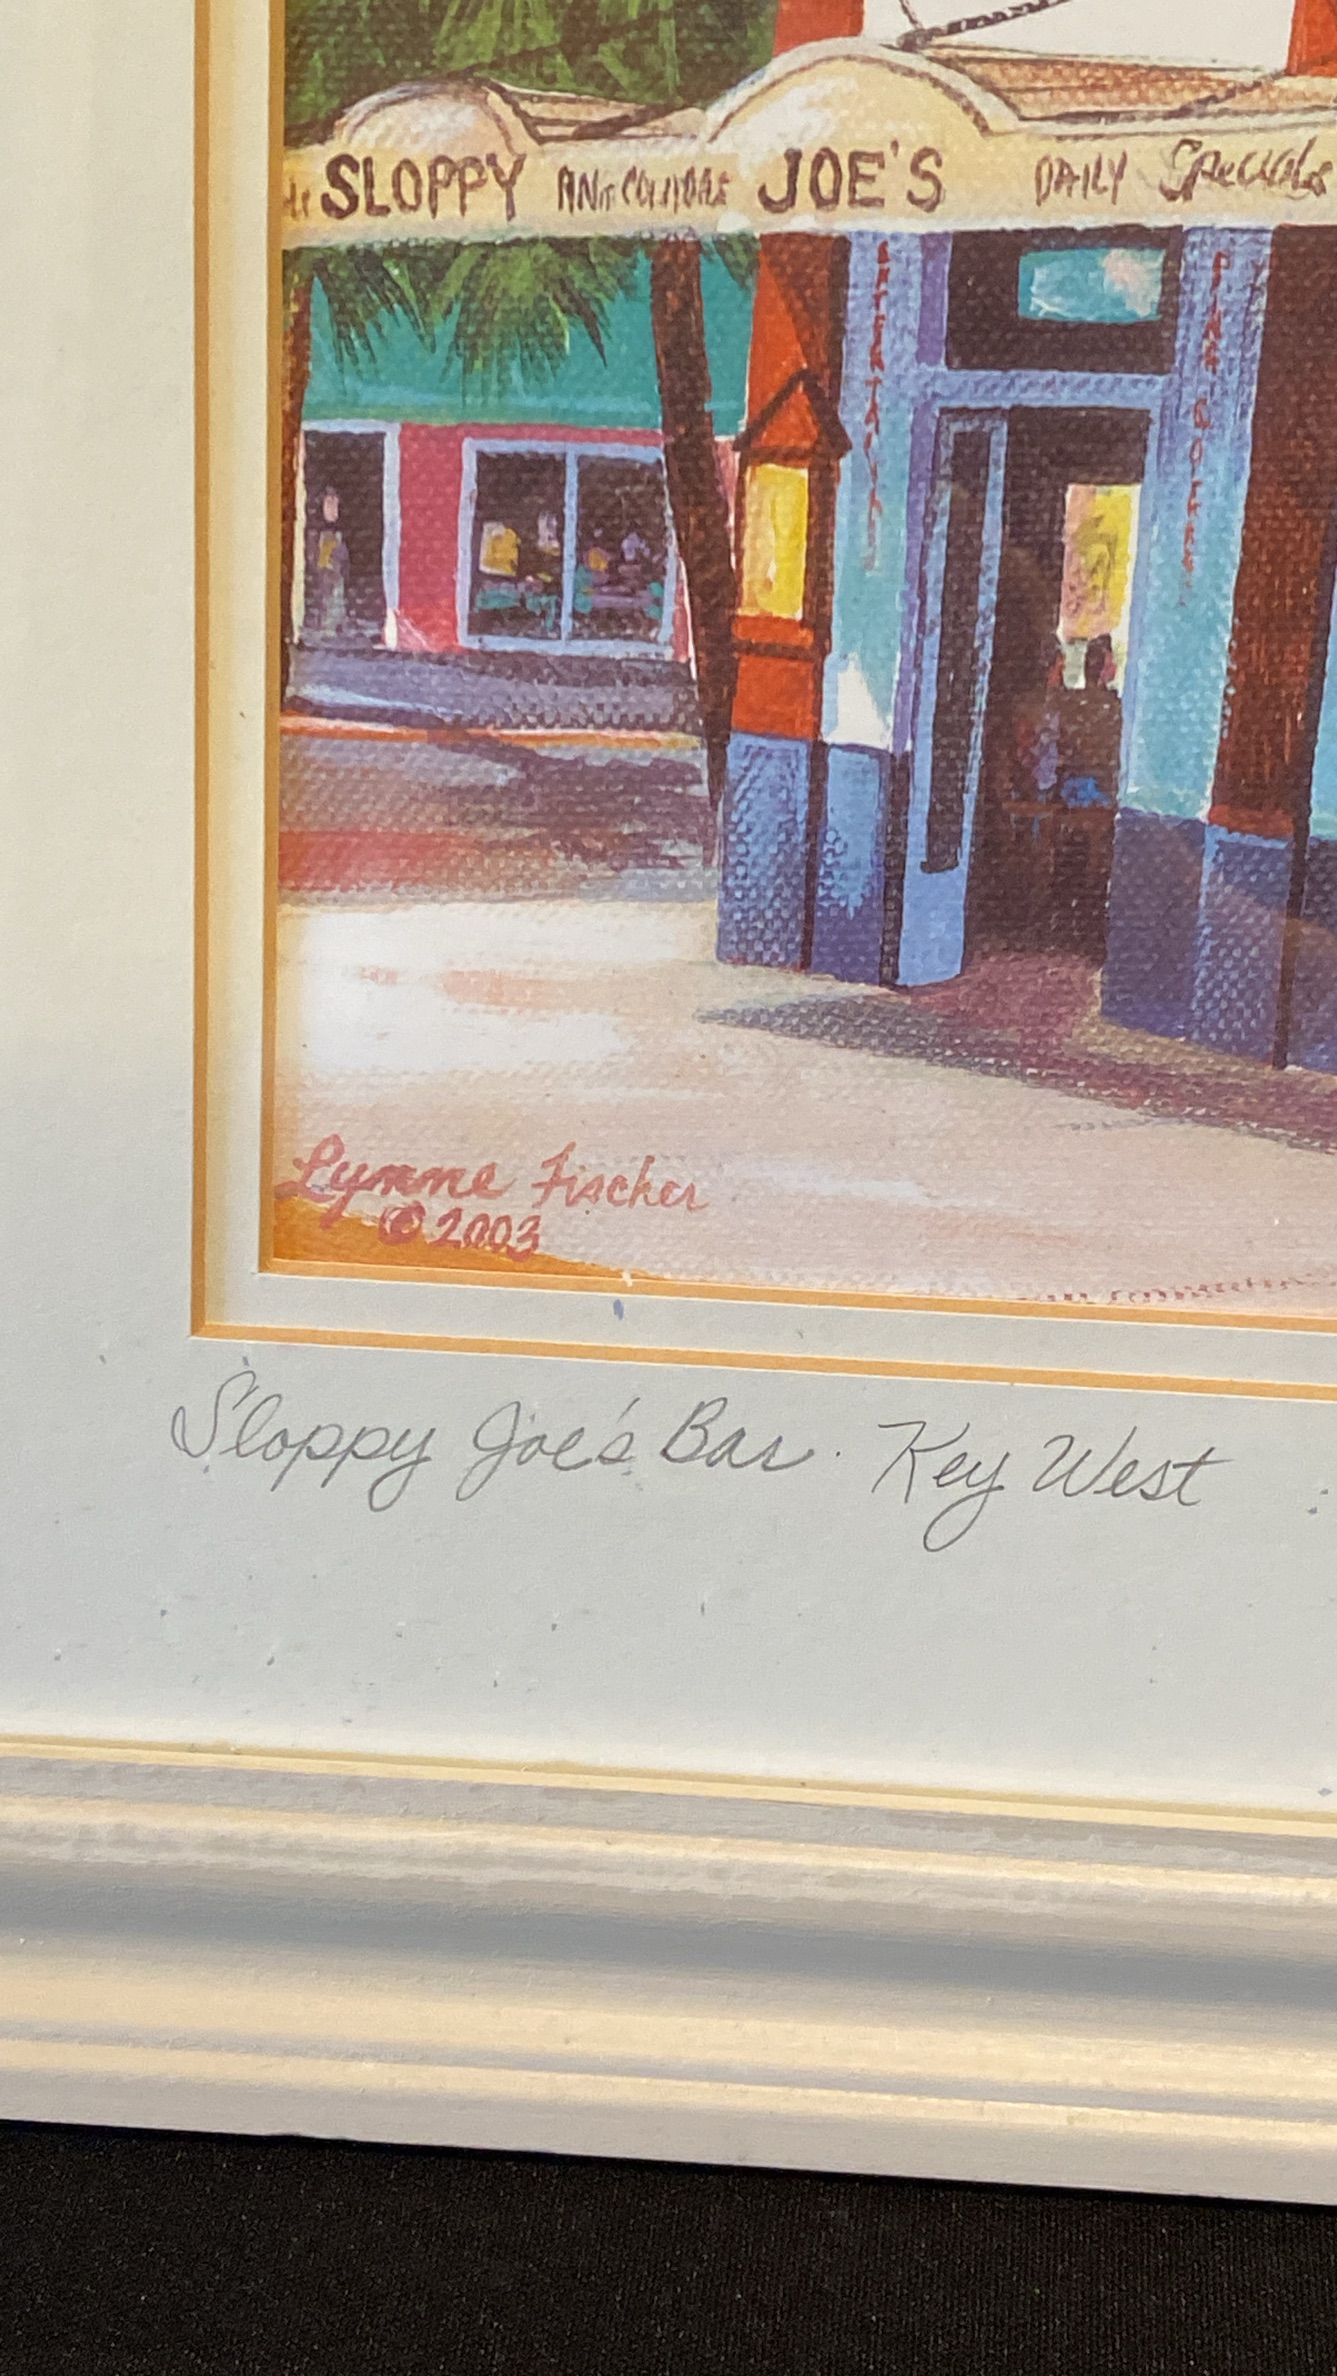 SLOPPY JOE'S DAILY Specials
Lynne Fischer
©2003
Sloppy Joe's Bar. Key West